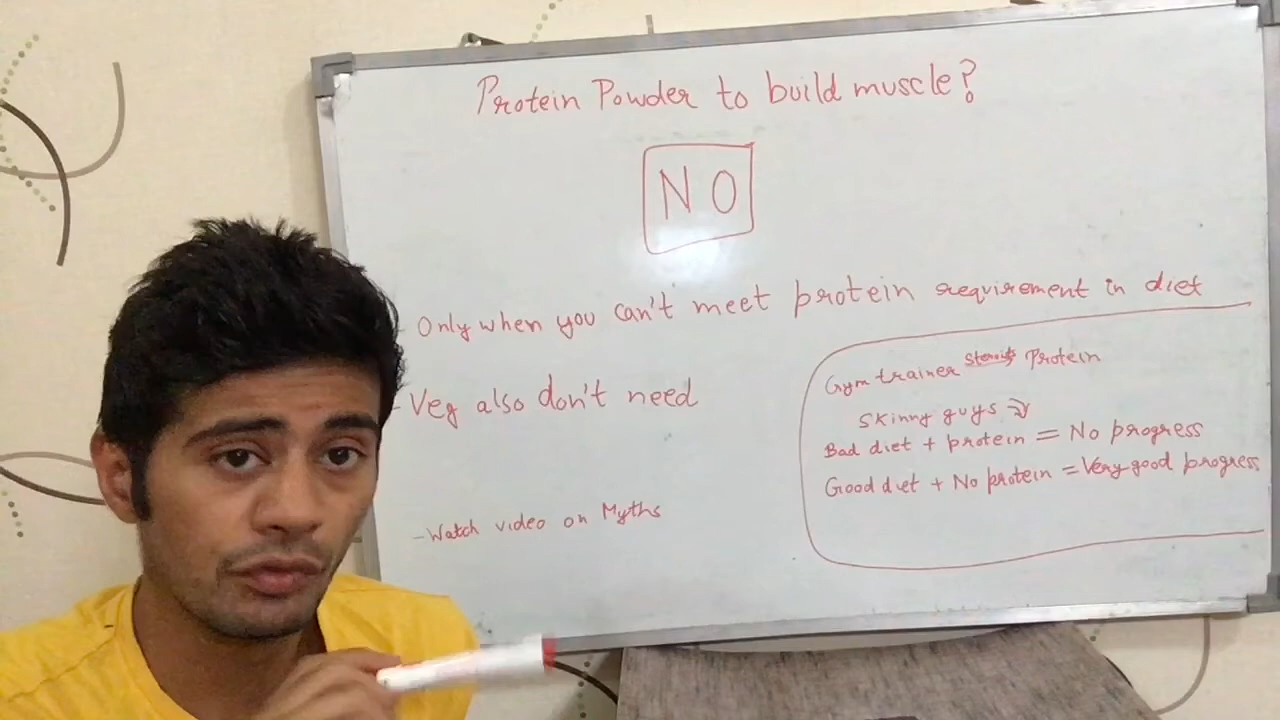 Protein Powder to build muscle?
NO
- Only when you can't meet protein requirement in diet
- Veg also don't need
- Watch video on Myths
Gym trainer Steroids Protein
Skinny guys
Bad diet + protein = No progress
Good diet + No protein = Very good progress